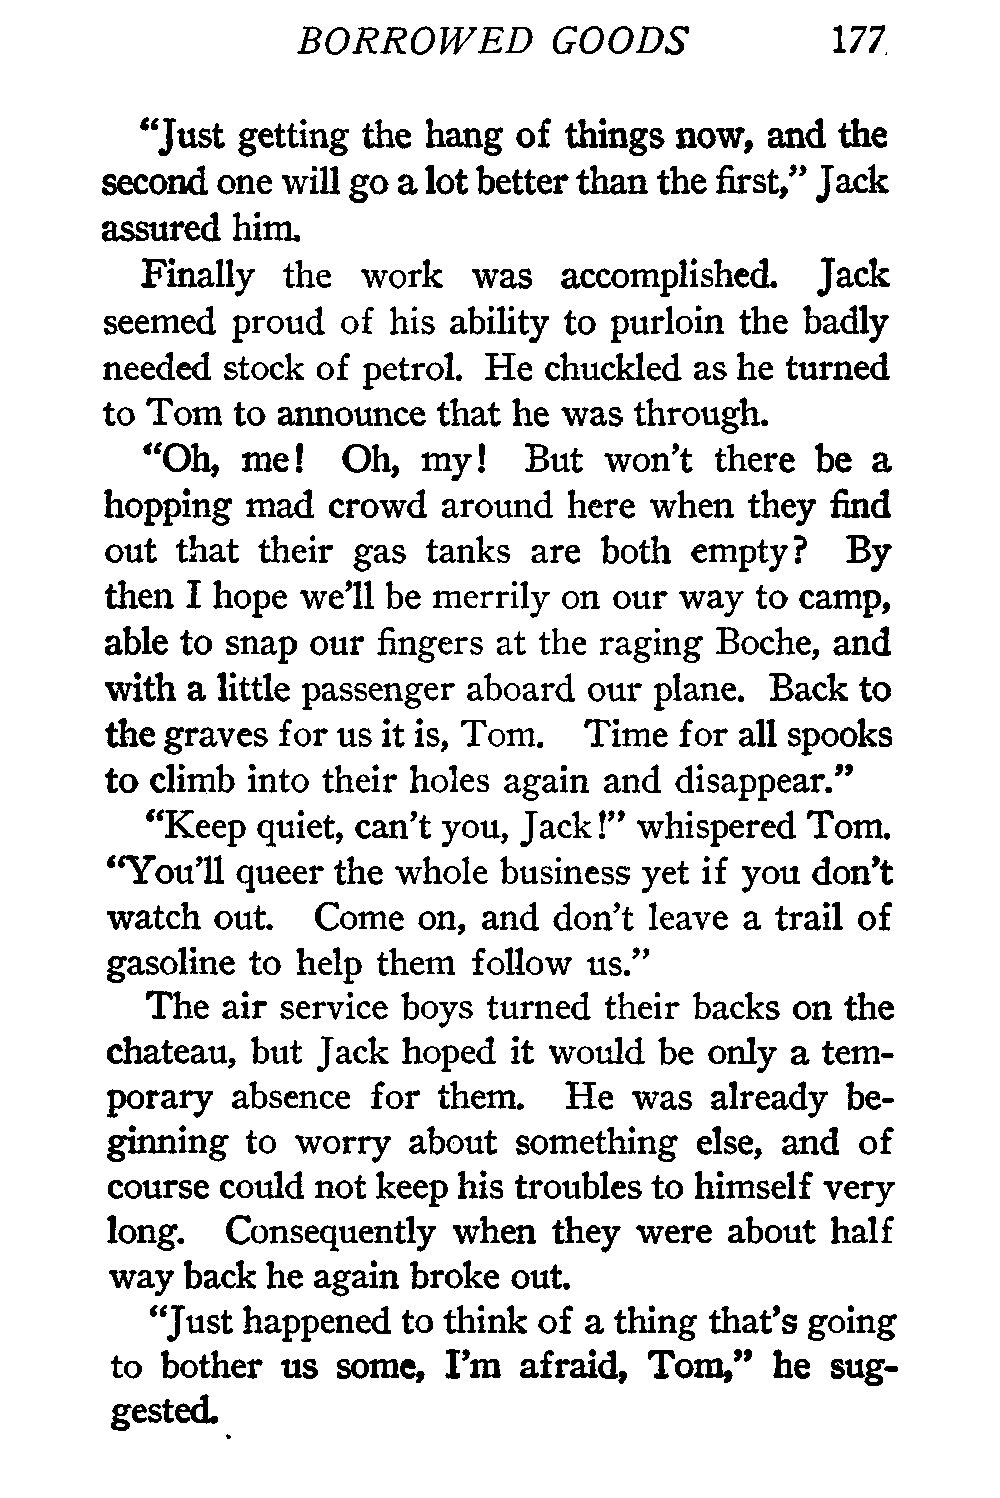 BORROWED GOODS 177
“Just getting the hang of things now, and the
second one will go a lot better than the first,” Jack
assured him.
Finally the work was accomplished. Jack
seemed proud of his ability to purloin the badly
needed stock of petrol. He chuckled as he turned
to Tom to announce that he was through.
“Oh, me! Oh, my! But won’t there be a
hopping mad crowd around here when they find
out that their gas tanks are both empty? By
then I hope we’ll be merrily on our way to camp,
able to snap our fingers at the raging Boche, and
with a little passenger aboard our plane. Back to
the graves for us it is, Tom. Time for all spooks
to climb into their holes again and disappear.”
“Keep quiet, can’t you, Jack!” whispered Tom.
“You’ll queer the whole business yet if you don’t
watch out. Come on, and don’t leave a trail of
gasoline to help them follow us.”
The air service boys turned their backs on the
chateau, but Jack hoped it would be only a tem-
porary absence for them. He was already be-
ginning to worry about something else, and of
course could not keep his troubles to himself very
long. Consequently when they were about half
way back he again broke out.
“Just happened to think of a thing that’s going
to bother us some, I’m afraid, Tom,” he sug-
gested.